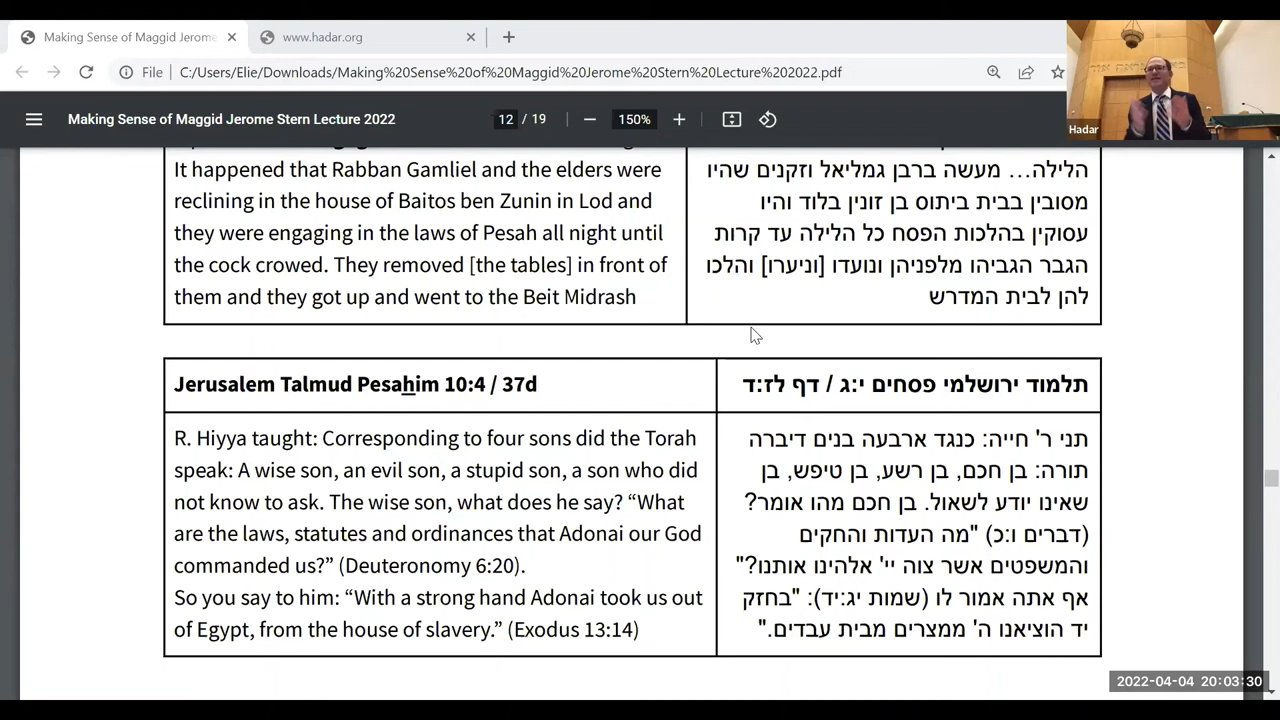 Making Sense of Maggid Jerome
www.hadar.org
File
C:/Users/Elie/Downloads/Making%20Sense%20of%20Maggid%20Jerome%20Stern%20Lecture%202022.pdf
Making Sense of Maggid Jerome Stern Lecture 2022
12 / 19
150%
Hadar
It happened that Rabban Gamliel and the elders were
reclining in the house of Baitos ben Zunin in Lod and
they were engaging in the laws of Pesah all night until
the cock crowed. They removed [the tables] in front of
them and they got up and went to the Beit Midrash
הלילה... מעשה ברבן גמליאל וזקנים שהיו
מסובין בבית ביתוס בן זונין בלוד והיו
עסוקין בהלכות הפסח כל הלילה עד קרות
הגבר הגביהו מלפניהן ונועדו [וניערו] והלכו
להן לבית המדרש
Jerusalem Talmud Pesahim 10:4 / 37d
תלמוד ירושלמי פסחים י:ג / דף לז:ד
R. Hiyya taught: Corresponding to four sons did the Torah
speak: A wise son, an evil son, a stupid son, a son who did
not know to ask. The wise son, what does he say? “What
are the laws, statutes and ordinances that Adonai our God
commanded us?” (Deuteronomy 6:20).
So you say to him: “With a strong hand Adonai took us out
of Egypt, from the house of slavery.” (Exodus 13:14)
תני ר' חייה: כנגד ארבעה בנים דיברה
תורה: בן חכם, בן רשע, בן טיפש, בן
שאינו יודע לשאול. בן חכם מהו אומר?
(דברים ו:כ) "מה העדות והחקים
והמשפטים אשר צוה יי' אלהינו אותנו?"
אף אתה אמור לו (שמות יג:יד): "בחזק
יד הוציאנו ה' ממצרים מבית עבדים."
2022-04-04 20:03:30